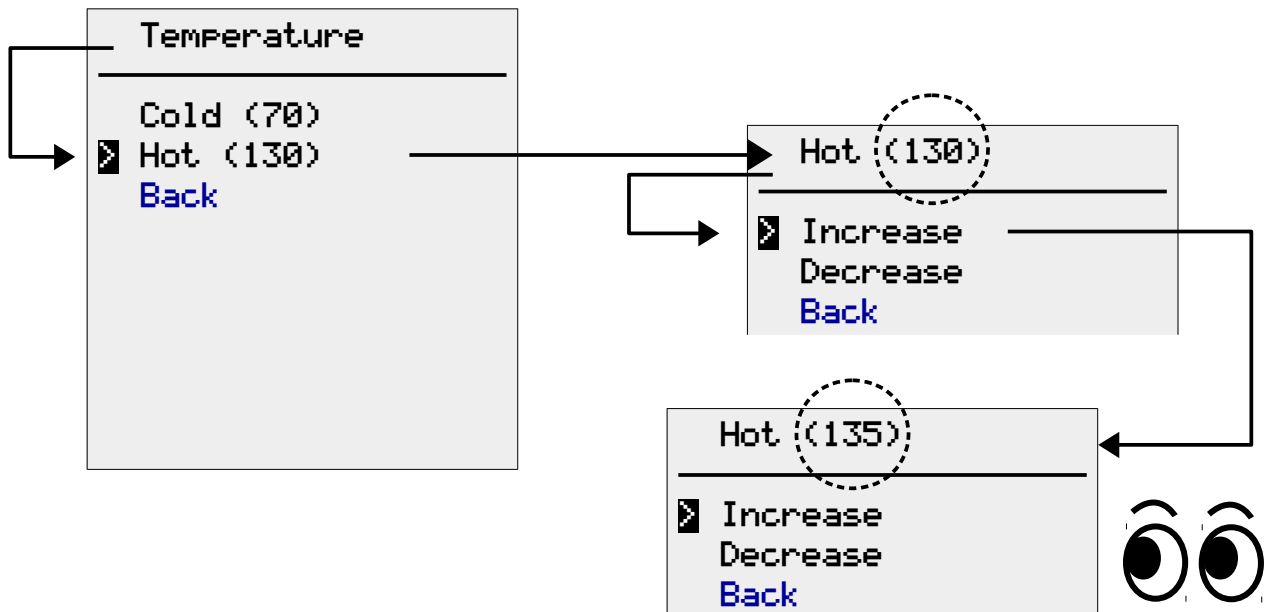 Temperature
Cold (70)
> Hot (130)
Back
Hot (130)
> Increase
Decrease
Back
Hot (135)
> Increase
Decrease
Back